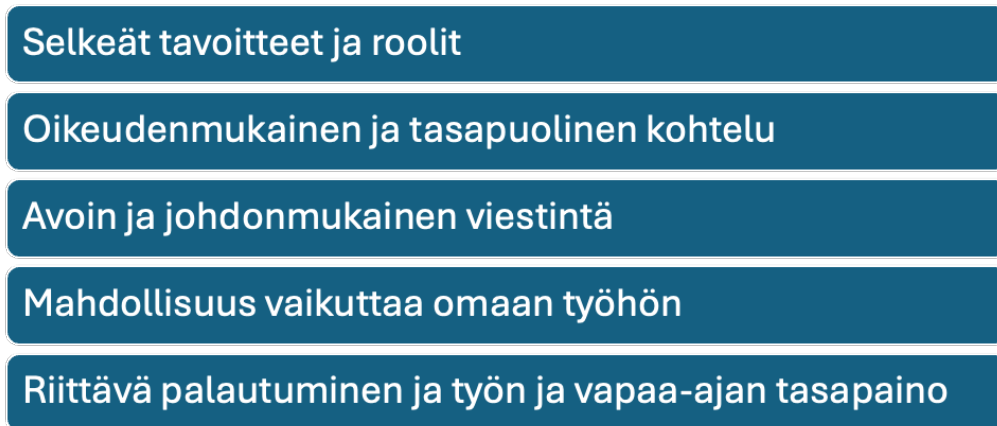 Selkeät tavoitteet ja roolit
Oikeudenmukainen ja tasapuolinen kohtelu
Avoin ja johdonmukainen viestintä
Mahdollisuus vaikuttaa omaan työhön
Riittävä palautuminen ja työn ja vapaa-ajan tasapaino